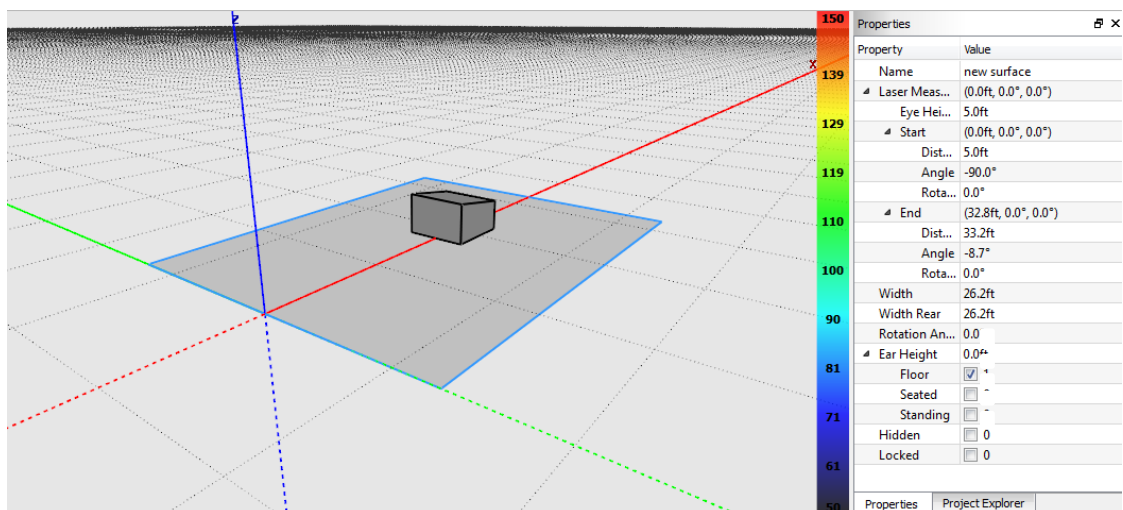 Z
X
150
139
129
119
110
100
90
81
71
61
50
Properties
Property Value
Name new surface
Laser Meas... (0.0ft, 0.0°, 0.0°)
Eye Hei... 5.0ft
Start (0.0ft, 0.0°, 0.0°)
Dist... 5.0ft
Angle -90.0°
Rota... 0.0°
End (32.8ft, 0.0°, 0.0°)
Dist... 33.2ft
Angle -8.7°
Rota... 0.0°
Width 26.2ft
Width Rear 26.2ft
Rotation An... 0.0
Ear Height 0.0ft
Floor
Seated
Standing
Hidden 0
Locked 0
Properties Project Explorer